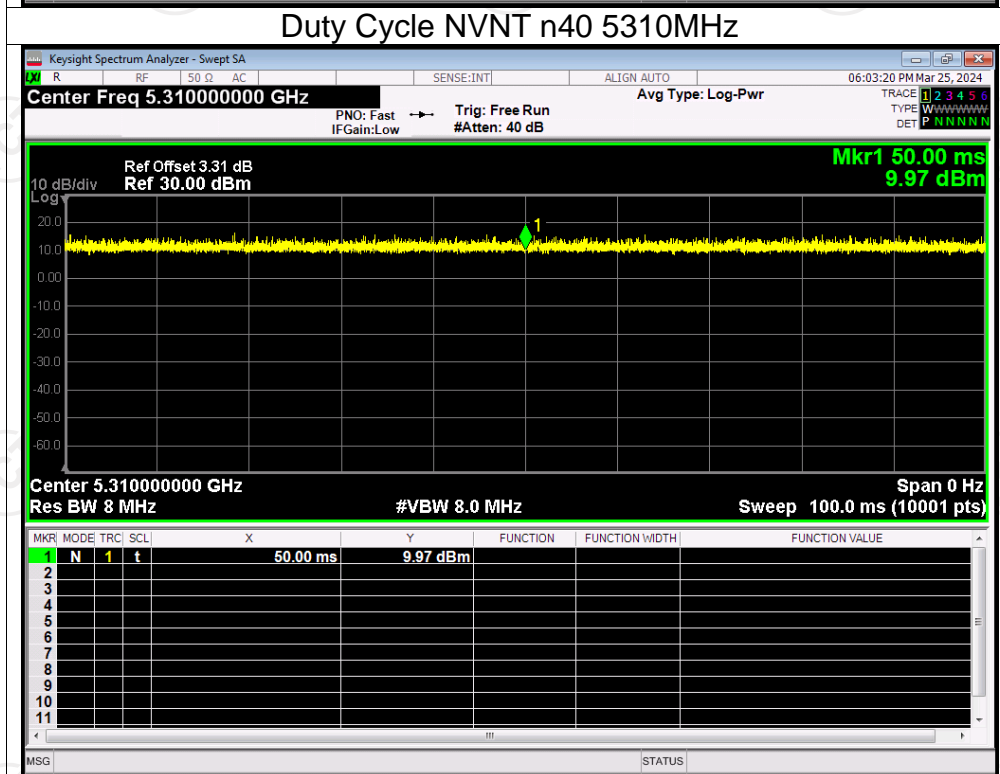 Duty Cycle NVNT n40 5310MHz
Keysight Spectrum Analyzer - Swept SA
LXI R RF 50 Ω AC SENSE:INT ALIGN AUTO 06:03:20 PM Mar 25, 2024
Center Freq 5.310000000 GHz
PNO: Fast
IFGain:Low
Trig: Free Run
#Atten: 40 dB
Avg Type: Log-Pwr
TRACE 1 2 3 4 5 6
TYPE WWWWWW
DET P N N N N N
Mkr1 50.00 ms
9.97 dBm
Ref Offset 3.31 dB
10 dB/div Ref 30.00 dBm
Log
1
20.0
10.0
0.00
-10.0
-20.0
-30.0
-40.0
-50.0
-60.0
Center 5.310000000 GHz Span 0 Hz
Res BW 8 MHz #VBW 8.0 MHz Sweep 100.0 ms (10001 pts)
MKR MODE TRC SCL X Y FUNCTION FUNCTION WIDTH FUNCTION VALUE
1 N 1 t 50.00 ms 9.97 dBm
2
3
4
5
6
7
8
9
10
11
MSG STATUS